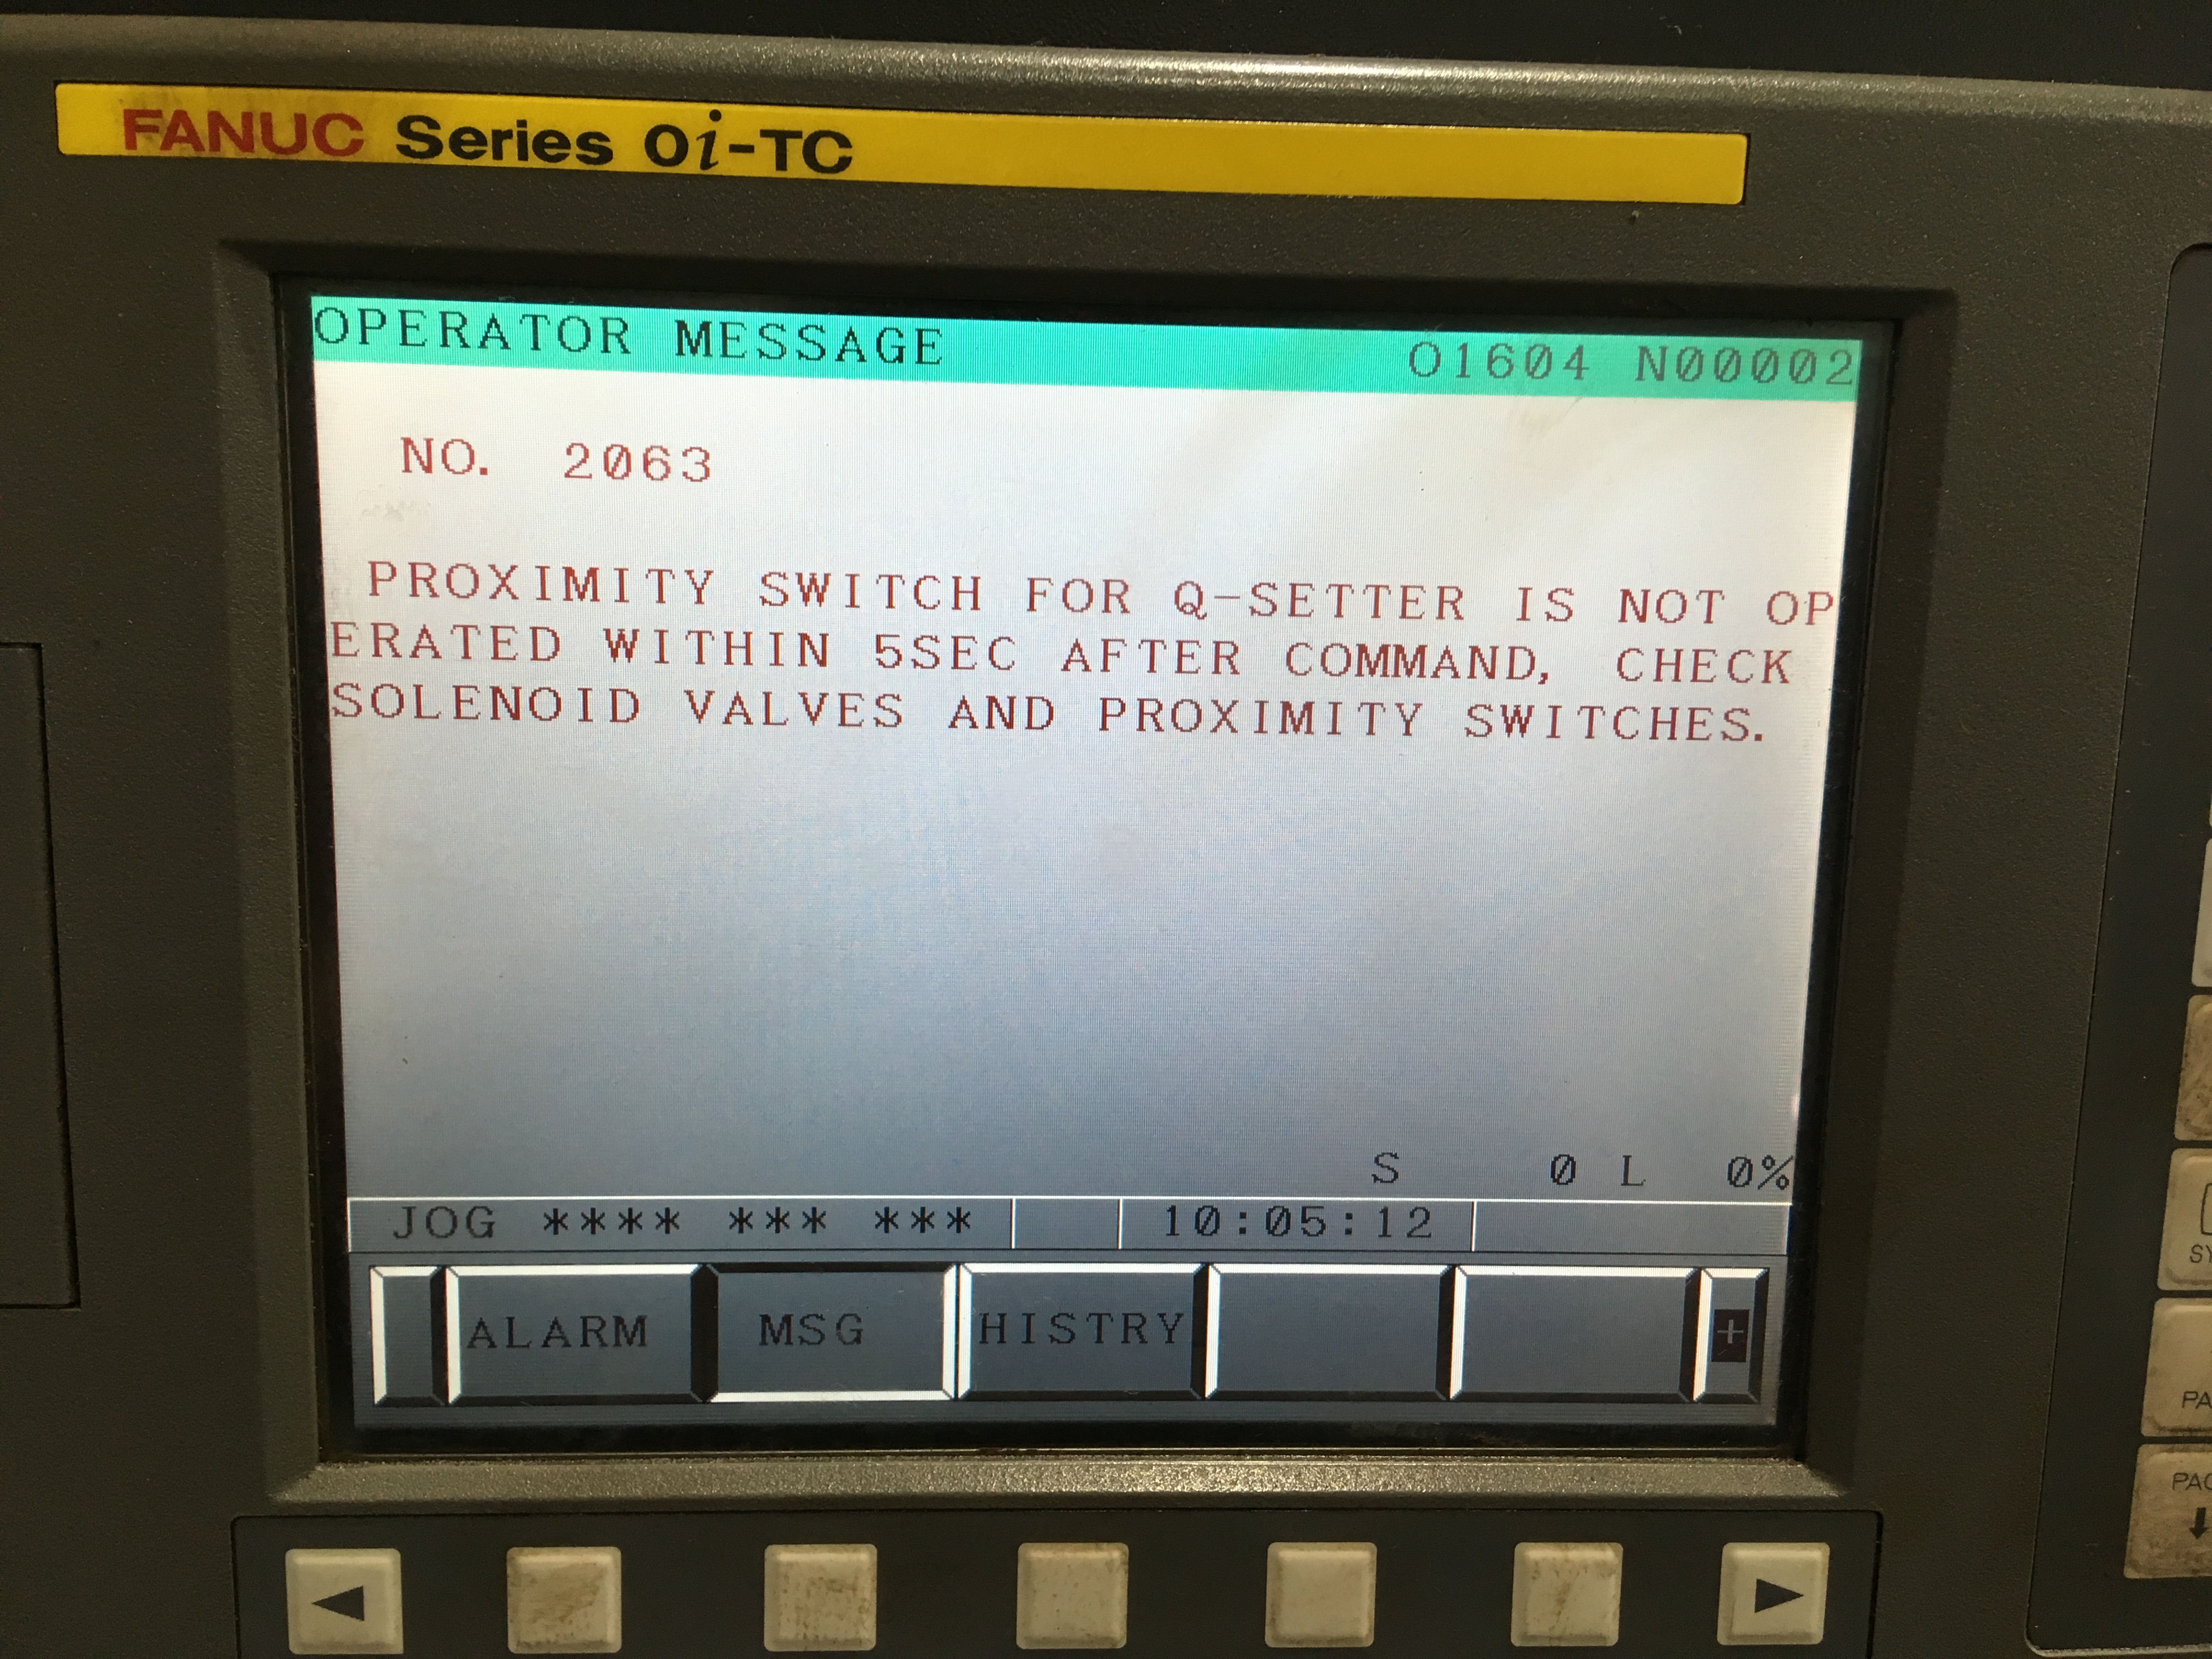 FANUC Series 0i-TC
OPERATOR MESSAGE O1604 N00002
NO. 2063
PROXIMITY SWITCH FOR Q-SETTER IS NOT OP
ERATED WITHIN 5SEC AFTER COMMAND, CHECK
SOLENOID VALVES AND PROXIMITY SWITCHES.
S 0 L 0%
JOG **** *** *** 10:05:12
ALARM MSG HISTRY +